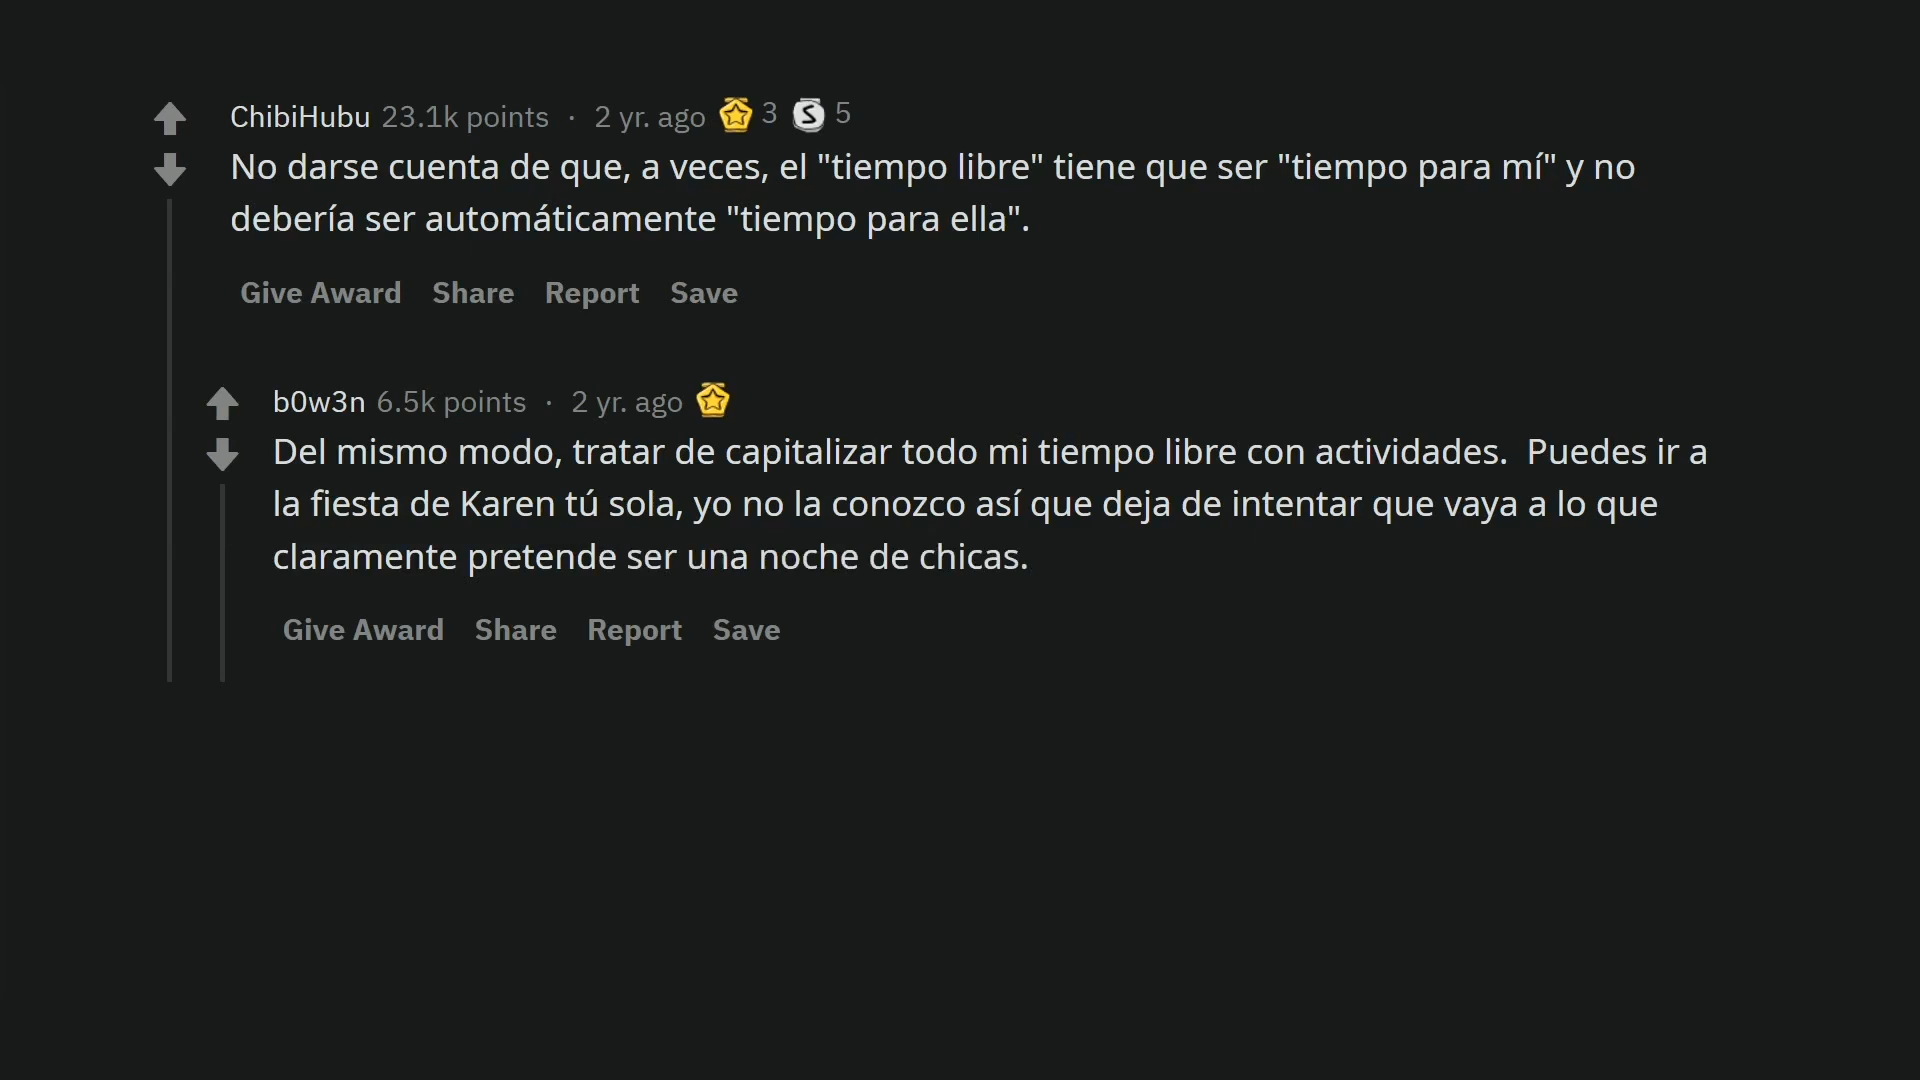 ChibiHubu 23.1k points · 2 yr. ago 3 S 5
No darse cuenta de que, a veces, el "tiempo libre" tiene que ser "tiempo para mí" y no
debería ser automáticamente "tiempo para ella".
Give Award Share Report Save
b0w3n 6.5k points · 2 yr. ago
Del mismo modo, tratar de capitalizar todo mi tiempo libre con actividades. Puedes ir a
la fiesta de Karen tú sola, yo no la conozco así que deja de intentar que vaya a lo que
claramente pretende ser una noche de chicas.
Give Award Share Report Save